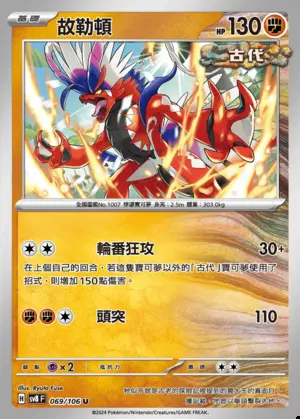 基礎
故勒頓
HP 130
古代
全國圖鑑No.1007 悖謬寶可夢 身高：2.5m 體重：303.0kg
輪番狂攻 30+
在上個自己的回合，若這隻寶可夢以外的「古代」寶可夢使用了
招式，則增加150點傷害。
頭突 110
弱點 ×2 抵抗力 撤退
Illus. Ryuta Fuse
H SV8 F 069/106 U
©2024 Pokémon/Nintendo/Creatures/GAME FREAK.